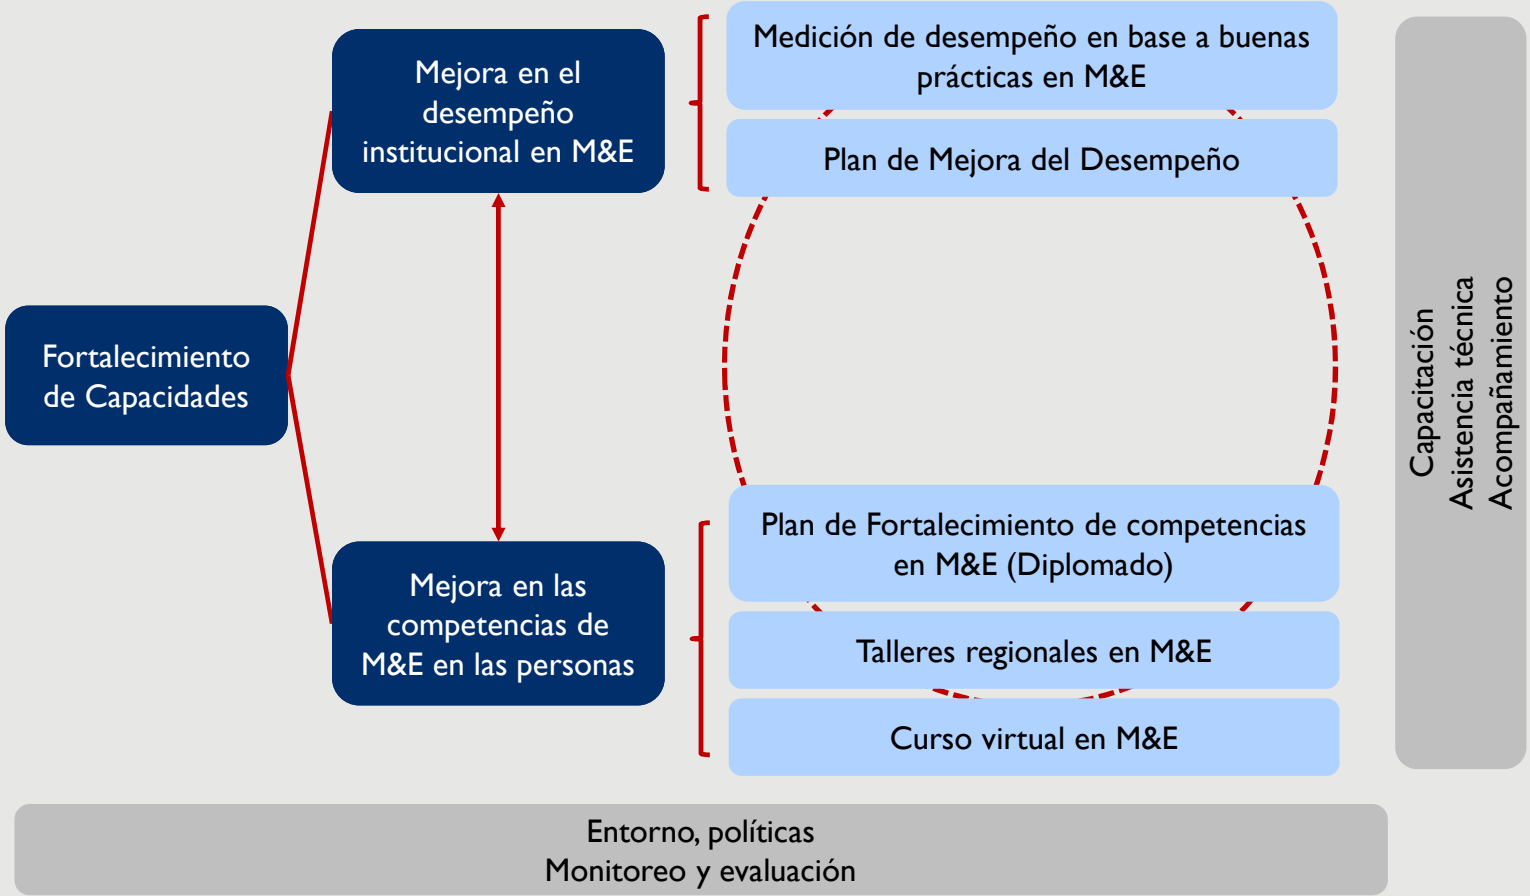 Medición de desempeño en base a buenas
prácticas en M&E
Mejora en el
desempeño
institucional en M&E
Plan de Mejora del Desempeño
Fortalecimiento
de Capacidades
Capacitación
Asistencia técnica
Acompañamiento
Plan de Fortalecimiento de competencias
en M&E (Diplomado)
Mejora en las
competencias de
M&E en las personas
Talleres regionales en M&E
Curso virtual en M&E
Entorno, políticas
Monitoreo y evaluación